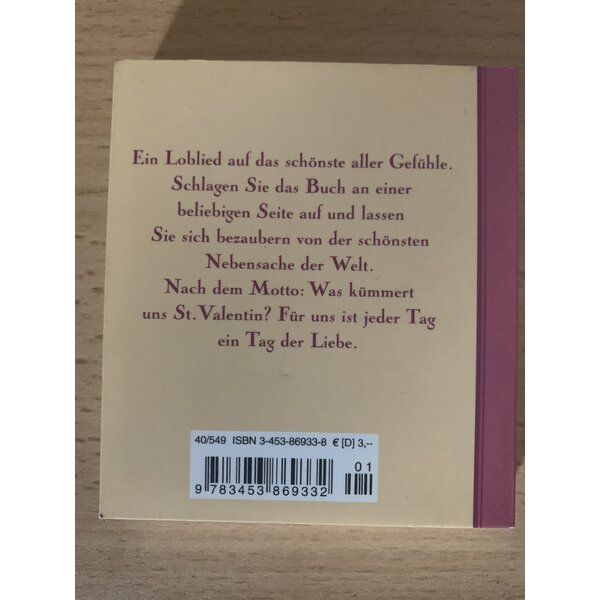 Ein Loblied auf das schönste aller Gefühle.
Schlagen Sie das Buch an einer
beliebigen Seite auf und lassen
Sie sich bezaubern von der schönsten
Nebensache der Welt.
Nach dem Motto: Was kümmert
uns St. Valentin? Für uns ist jeder Tag
ein Tag der Liebe.
40/549 ISBN 3-453-86933-8 € [D] 3,--
01
9 783453 869332